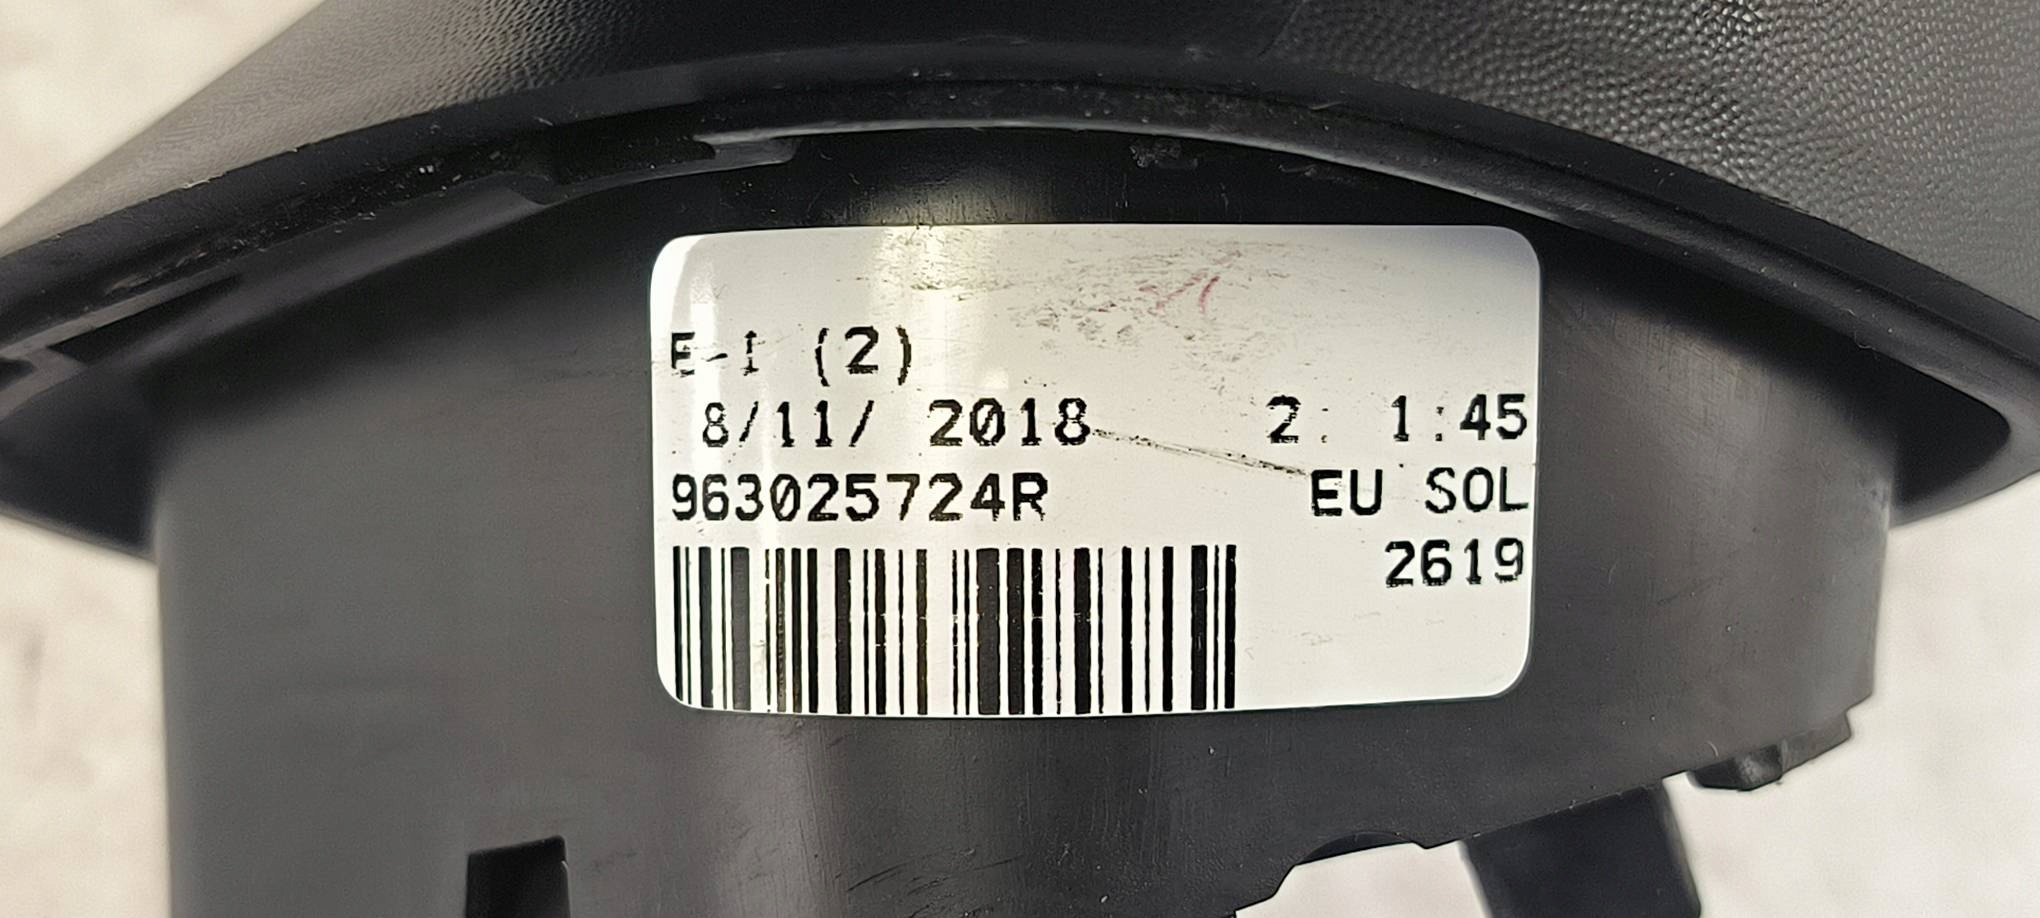 E-I (2)
8/11/ 2018 2: 1:45
963025724R EU SOL
2619